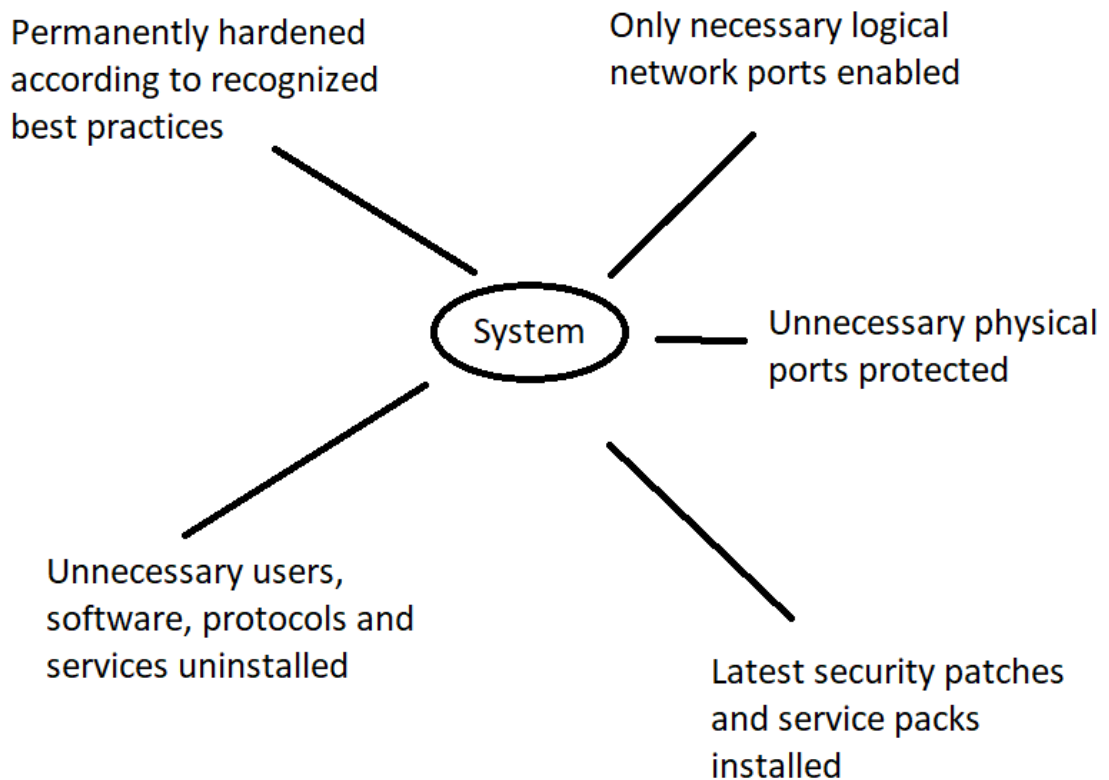 Permanently hardened
according to recognized
best practices
Only necessary logical
network ports enabled
System
Unnecessary physical
ports protected
Unnecessary users,
software, protocols and
services uninstalled
Latest security patches
and service packs
installed